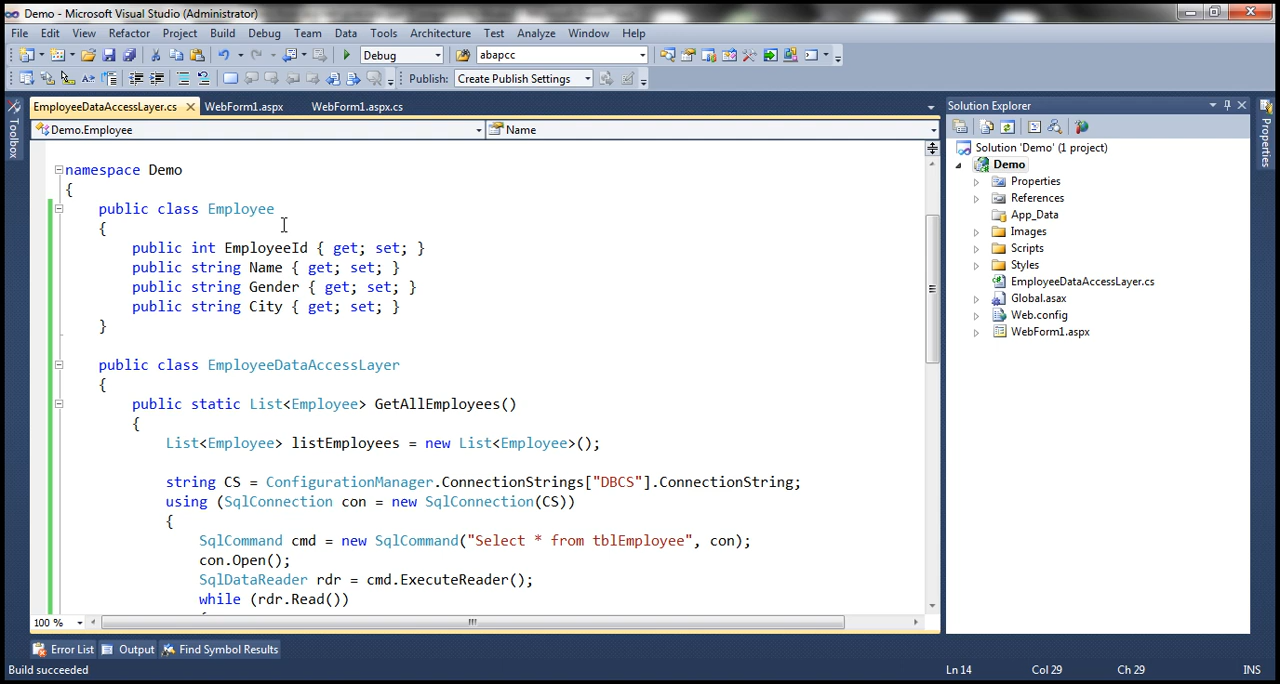 Demo - Microsoft Visual Studio (Administrator)
File Edit View Refactor Project Build Debug Team Data Tools Architecture Test Analyze Window Help
Debug abapcc
Publish: Create Publish Settings
EmployeeDataAccessLayer.cs WebForm1.aspx WebForm1.aspx.cs
Demo.Employee Name
namespace Demo
{
public class Employee
{
public int EmployeeId { get; set; }
public string Name { get; set; }
public string Gender { get; set; }
public string City { get; set; }
}
public class EmployeeDataAccessLayer
{
public static List<Employee> GetAllEmployees()
{
List<Employee> listEmployees = new List<Employee>();
string CS = ConfigurationManager.ConnectionStrings["DBCS"].ConnectionString;
using (SqlConnection con = new SqlConnection(CS))
{
SqlCommand cmd = new SqlCommand("Select * from tblEmployee", con);
con.Open();
SqlDataReader rdr = cmd.ExecuteReader();
while (rdr.Read())
100 %
Toolbox
Solution Explorer
Solution 'Demo' (1 project)
Demo
Properties
References
App_Data
Images
Scripts
Styles
EmployeeDataAccessLayer.cs
Global.asax
Web.config
WebForm1.aspx
Properties
Error List Output Find Symbol Results
Build succeeded Ln 14 Col 29 Ch 29 INS